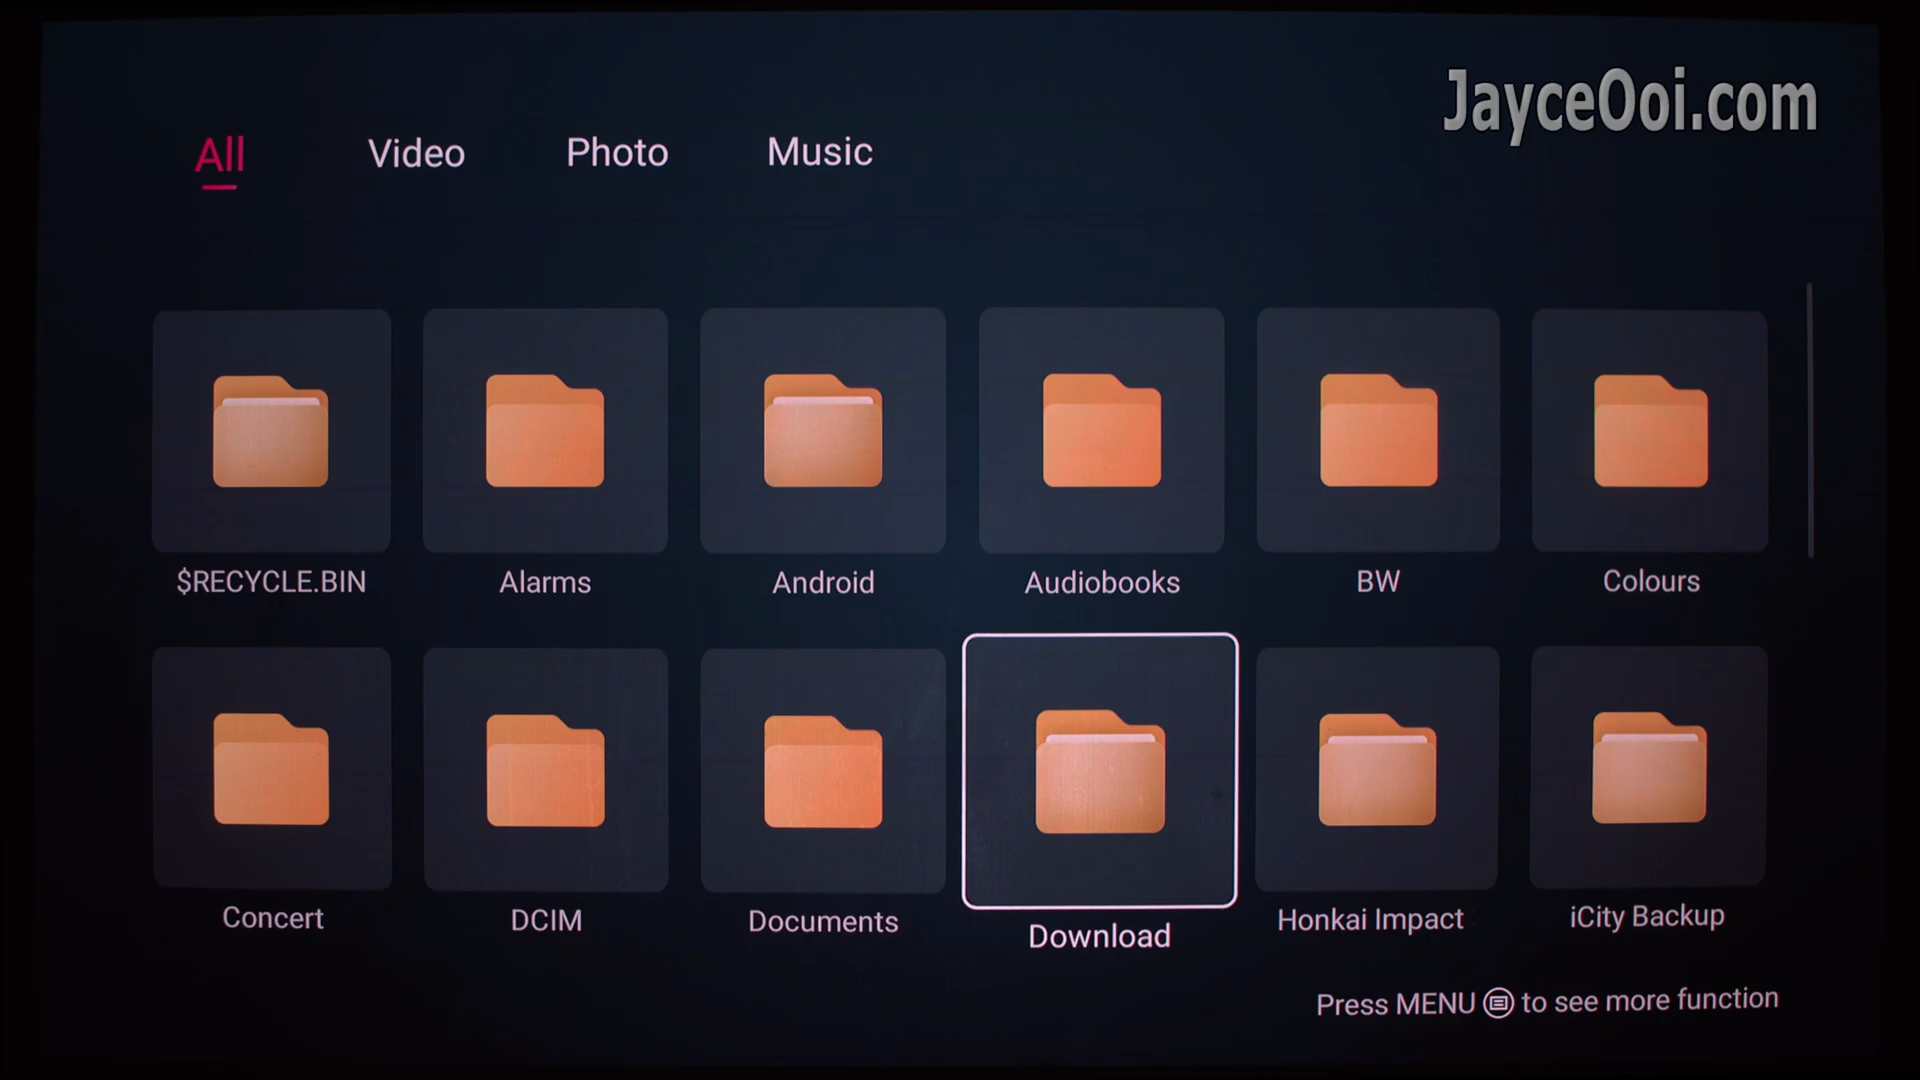 JayceOoi.com
All Video Photo Music
$RECYCLE.BIN Alarms Android Audiobooks BW Colours
Concert DCIM Documents Download Honkai Impact iCity Backup
Press MENU to see more function